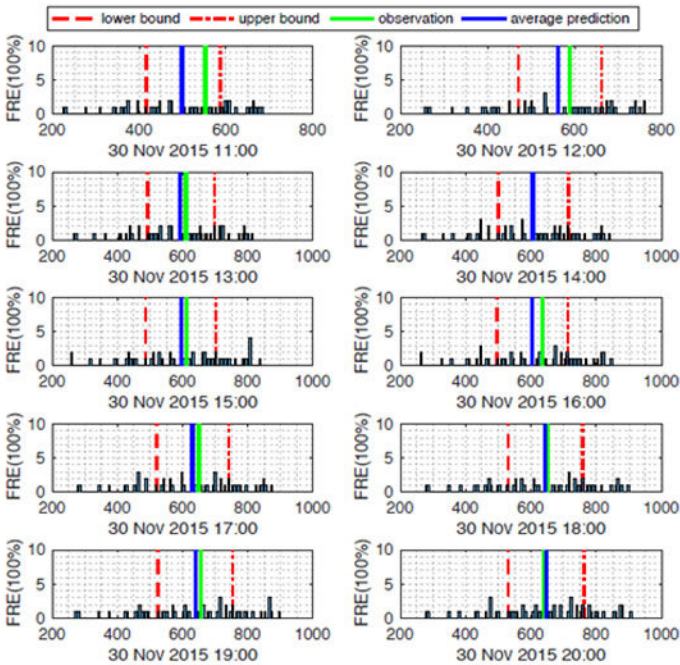 lower bound upper bound observation average prediction
FRE(100%)
10
5
0
200 400 600 800
30 Nov 2015 11:00
FRE(100%)
10
5
0
200 400 600 800
30 Nov 2015 12:00
FRE(100%)
10
5
0
200 400 600 800 1000
30 Nov 2015 13:00
FRE(100%)
10
5
0
200 400 600 800 1000
30 Nov 2015 14:00
FRE(100%)
10
5
0
200 400 600 800 1000
30 Nov 2015 15:00
FRE(100%)
10
5
0
200 400 600 800 1000
30 Nov 2015 16:00
FRE(100%)
10
5
0
200 400 600 800 1000
30 Nov 2015 17:00
FRE(100%)
10
5
0
200 400 600 800 1000
30 Nov 2015 18:00
FRE(100%)
10
5
0
200 400 600 800 1000
30 Nov 2015 19:00
FRE(100%)
10
5
0
200 400 600 800 1000
30 Nov 2015 20:00